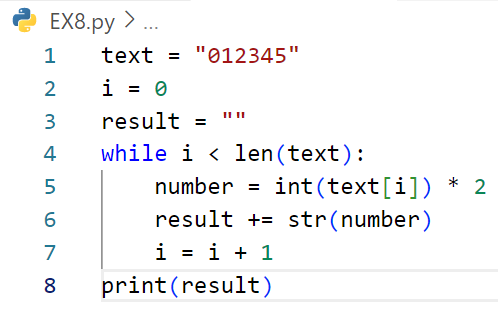 EX8.py > ...
1 text = "012345"
2 i = 0
3 result = ""
4 while i < len(text):
5     number = int(text[i]) * 2
6     result += str(number)
7     i = i + 1
8 print(result)